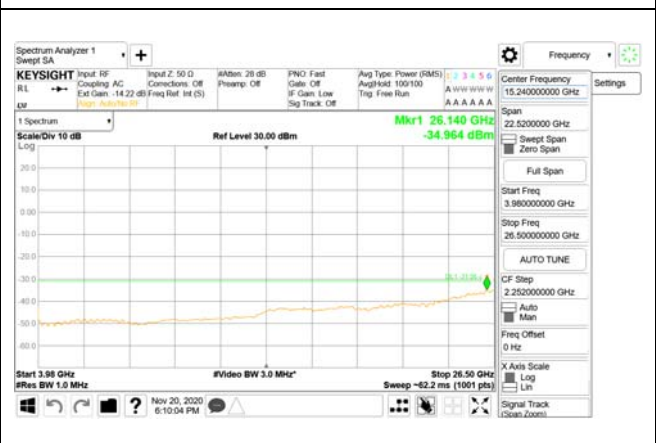 Spectrum Analyzer 1
Swept SA
+
Frequency
KEYSIGHT
Input: RF
Input Z: 50 Ω
#Atten: 28 dB
PNO: Fast
Avg Type: Power (RMS)
1 2 3 4 5 6
RL
Coupling: AC
Corrections: Off
Preamp: Off
Gate: Off
Avg|Hold: 100/100
A W W W W W
Ext Gain: -14.22 dB
Freq Ref: Int (S)
IF Gain: Low
Trig: Free Run
Align: Auto/No RF
Sig Track: Off
A A A A A A
Center Frequency
15.240000000 GHz
Settings
1 Spectrum
Mkr1 26.140 GHz
Scale/Div 10 dB
Ref Level 30.00 dBm
-34.964 dBm
Log
Span
22.5200000 GHz
Swept Span
Zero Span
Full Span
Start Freq
3.980000000 GHz
Stop Freq
26.500000000 GHz
AUTO TUNE
CF Step
2.252000000 GHz
Auto
Man
Freq Offset
0 Hz
X Axis Scale
Log
Lin
Signal Track
(Span Zoom)
20.0
10.0
0.00
-10.0
-20.0
-30.0
-40.0
-50.0
-60.0
Start 3.98 GHz
#Video BW 3.0 MHz*
Stop 26.50 GHz
#Res BW 1.0 MHz
Sweep ~62.2 ms (1001 pts)
?
Nov 20, 2020
6:10:04 PM